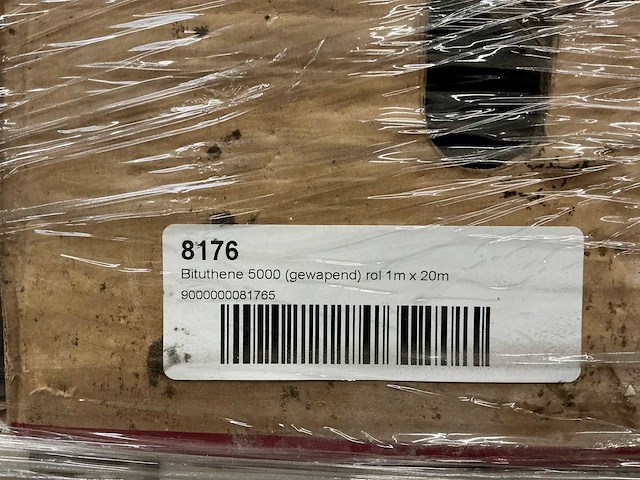 8176
Bituthene 5000 (gewapend) rol 1m x 20m
9000000081765